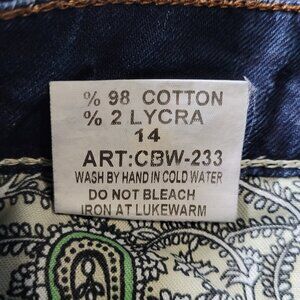 % 98 COTTON
% 2 LYCRA
14
ART:CBW-233
WASH BY HAND IN COLD WATER
DO NOT BLEACH
IRON AT LUKEWARM